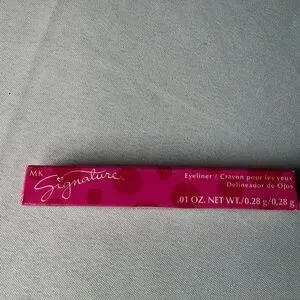 MK
Signature
Eyeliner / Crayon pour les yeux
Delineador de Ojos
.01 OZ. NET WT./0.28 g/0,28 g